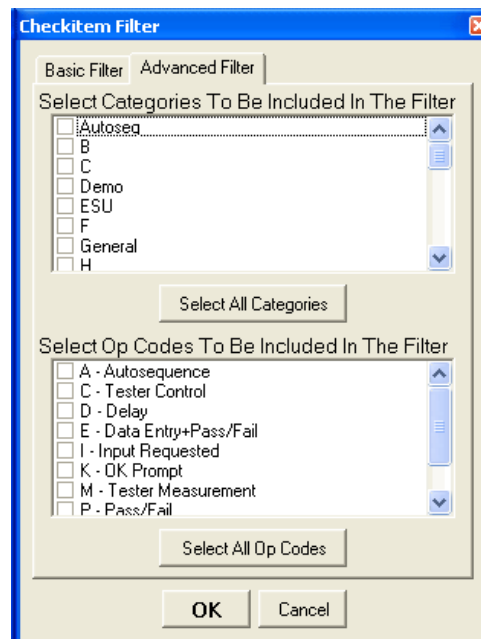 Checkitem Filter
Basic Filter Advanced Filter
Select Categories To Be Included In The Filter
Autoseq
B
C
Demo
ESU
F
General
H
Select All Categories
Select Op Codes To Be Included In The Filter
A - Autosequence
C - Tester Control
D - Delay
E - Data Entry+Pass/Fail
I - Input Requested
K - OK Prompt
M - Tester Measurement
P - Pass/Fail
Select All Op Codes
OK Cancel